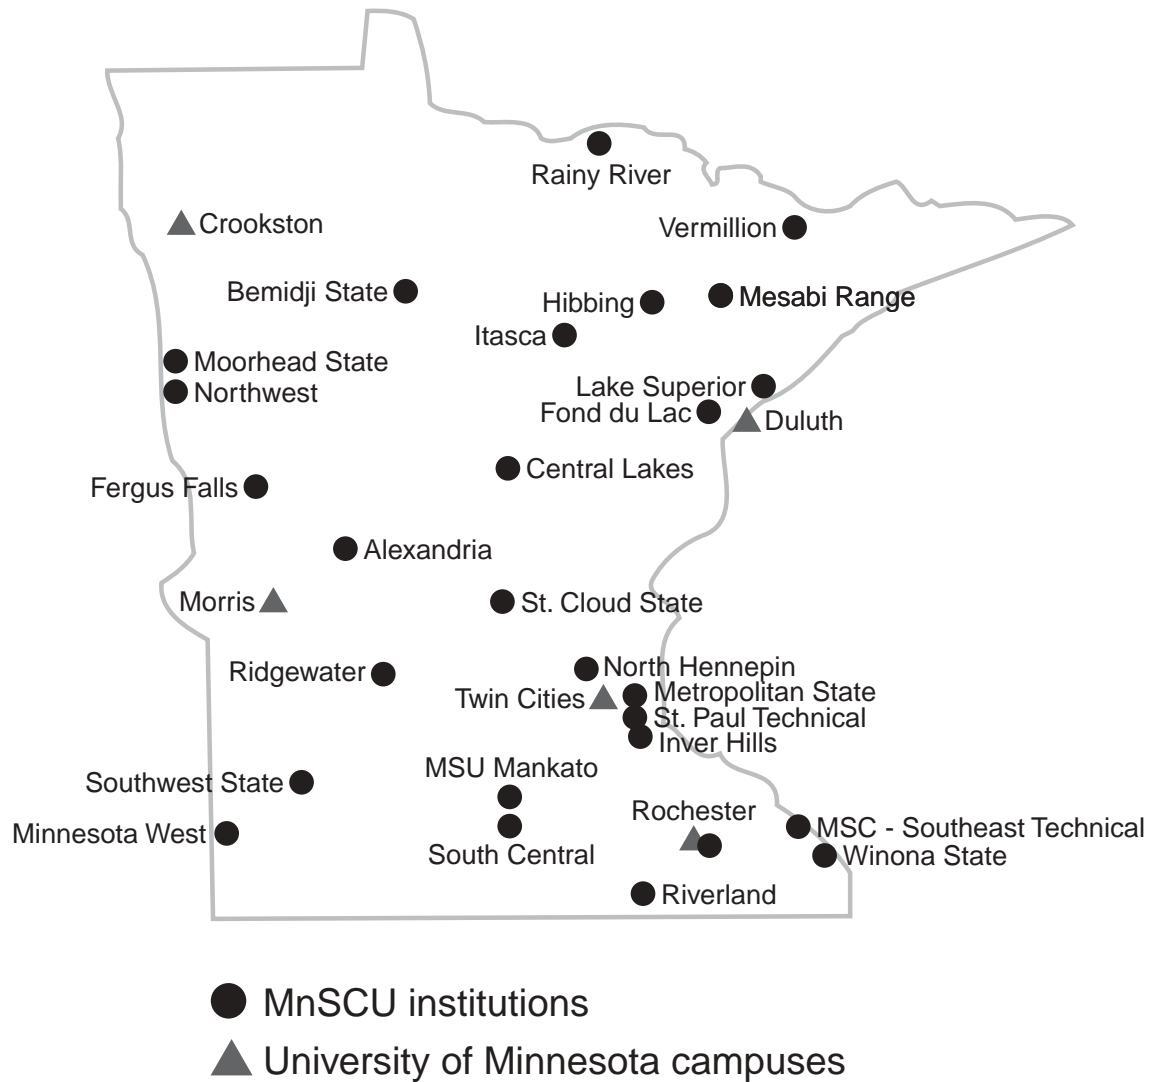 Rainy River
Crookston
Vermillion
Bemidji State
Hibbing
Mesabi Range
Itasca
Moorhead State
Northwest
Lake Superior
Fond du Lac
Duluth
Central Lakes
Fergus Falls
Alexandria
Morris
St. Cloud State
Ridgewater
North Hennepin
Twin Cities
Metropolitan State
St. Paul Technical
Inver Hills
MSU Mankato
Southwest State
Rochester
Minnesota West
MSC - Southeast Technical
South Central
Winona State
Riverland
MnSCU institutions
University of Minnesota campuses